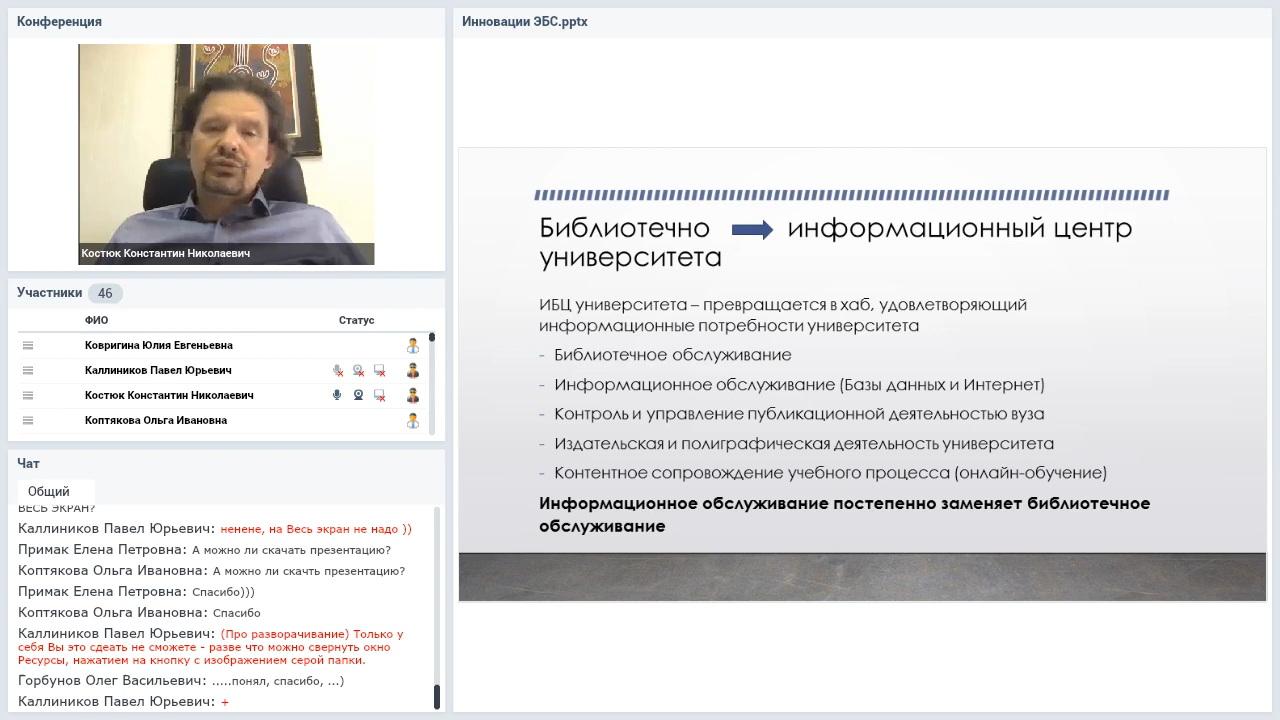 Конференция
Костюк Константин Николаевич
Участники 46
ФИО Статус
Ковригина Юлия Евгеньевна
Каллиников Павел Юрьевич
Костюк Константин Николаевич
Коптякова Ольга Ивановна
Чат
Общий
ВЕСЬ ЭКРАН?
Каллиников Павел Юрьевич: ненене, на Весь экран не надо ))
Примак Елена Петровна: А можно ли скачать презентацию?
Коптякова Ольга Ивановна: А можно ли скачть презентацию?
Примак Елена Петровна: Спасибо)))
Коптякова Ольга Ивановна: Спасибо
Каллиников Павел Юрьевич: (Про разворачивание) Только у
себя Вы это сдеать не сможете - разве что можно свернуть окно
Ресурсы, нажатием на кнопку с изображением серой папки.
Горбунов Олег Васильевич: .....понял, спасибо, ...)
Каллиников Павел Юрьевич: +
Инновации ЭБС.pptx
Библиотечно информационный центр
университета
ИБЦ университета – превращается в хаб, удовлетворяющий
информационные потребности университета
- Библиотечное обслуживание
- Информационное обслуживание (Базы данных и Интернет)
- Контроль и управление публикационной деятельностью вуза
- Издательская и полиграфическая деятельность университета
- Контентное сопровождение учебного процесса (онлайн-обучение)
Информационное обслуживание постепенно заменяет библиотечное
обслуживание